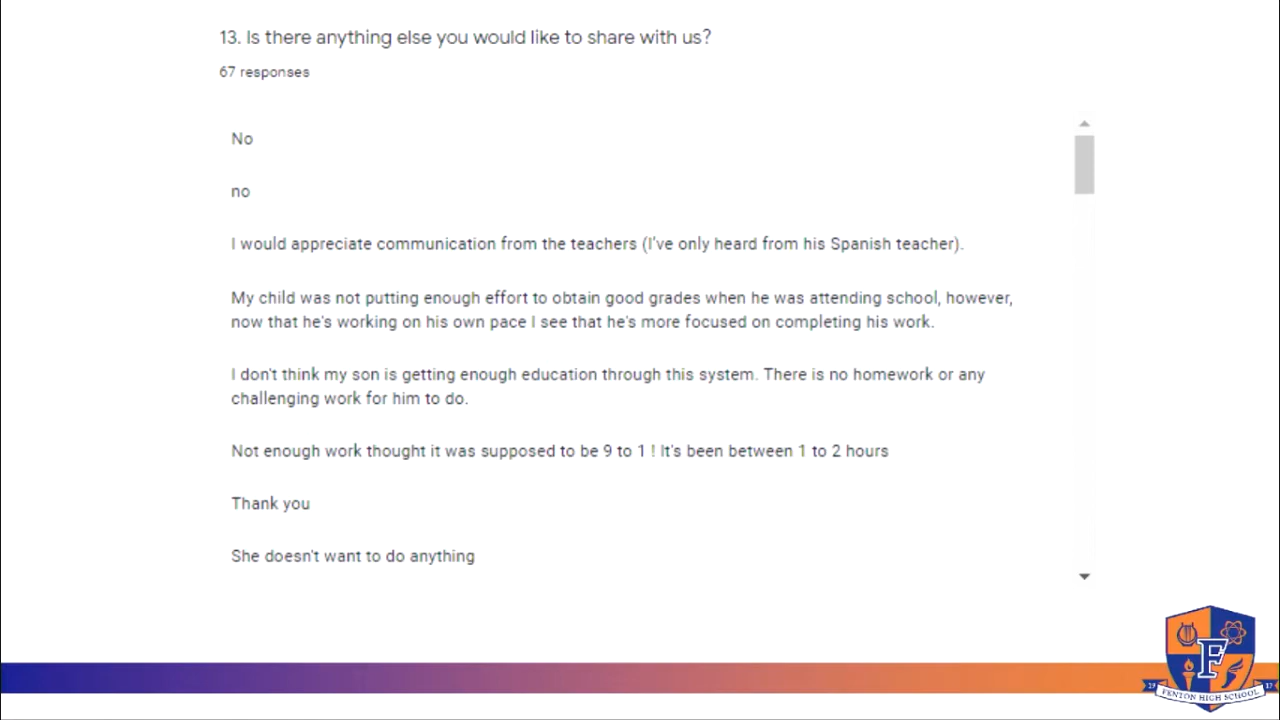 13. Is there anything else you would like to share with us?
67 responses
No
no
I would appreciate communication from the teachers (I've only heard from his Spanish teacher).
My child was not putting enough effort to obtain good grades when he was attending school, however,
now that he's working on his own pace I see that he's more focused on completing his work.
I don't think my son is getting enough education through this system. There is no homework or any
challenging work for him to do.
Not enough work thought it was supposed to be 9 to 1 ! It's been between 1 to 2 hours
Thank you
She doesn't want to do anything
F
FENTON HIGH SCHOOL